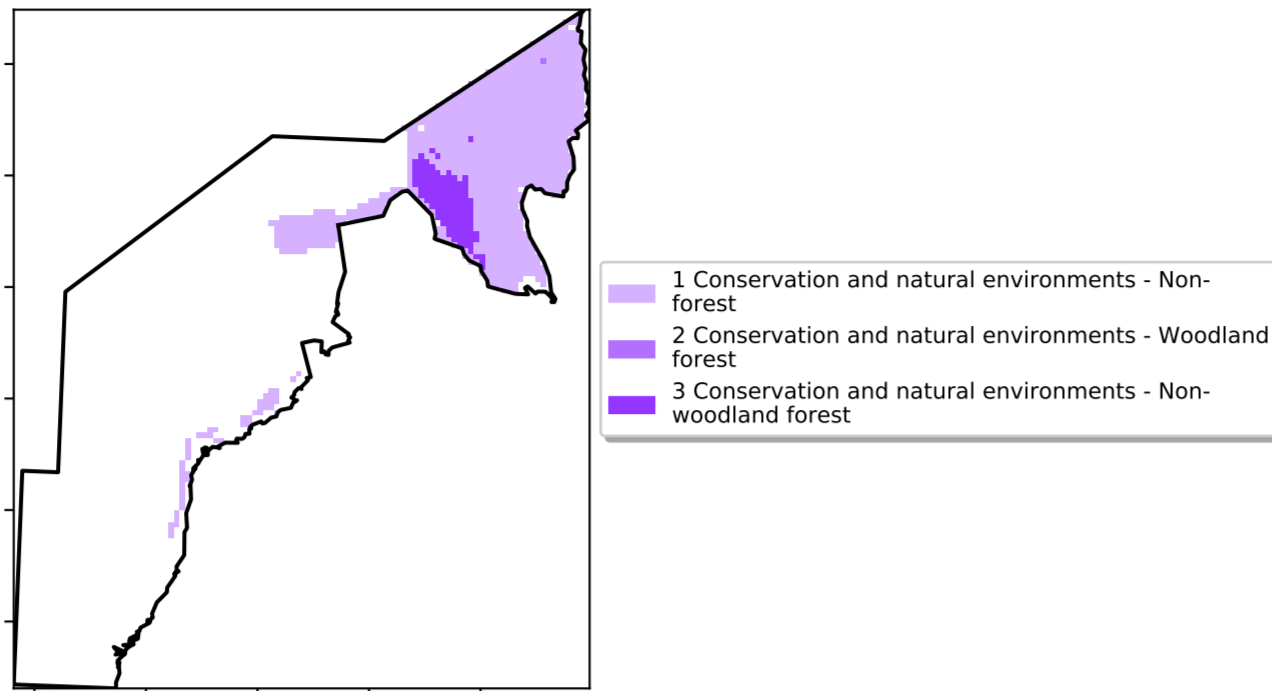 1 Conservation and natural environments - Non-
forest
2 Conservation and natural environments - Woodland
forest
3 Conservation and natural environments - Non-
woodland forest